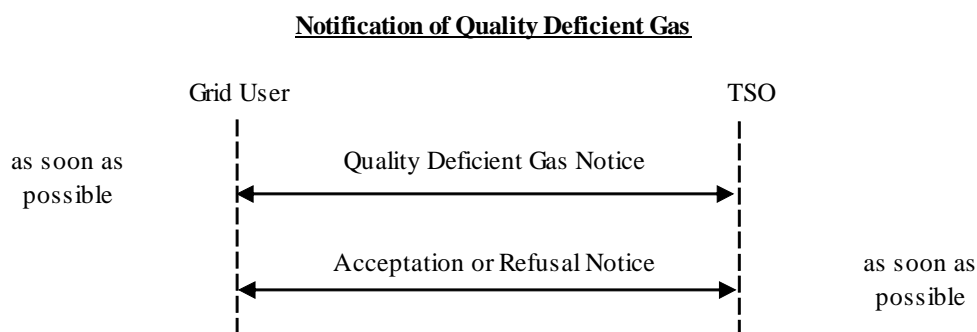 Notification of Quality Deficient Gas
Grid User
TSO
as soon as
possible
Quality Deficient Gas Notice
Acceptation or Refusal Notice
as soon as
possible